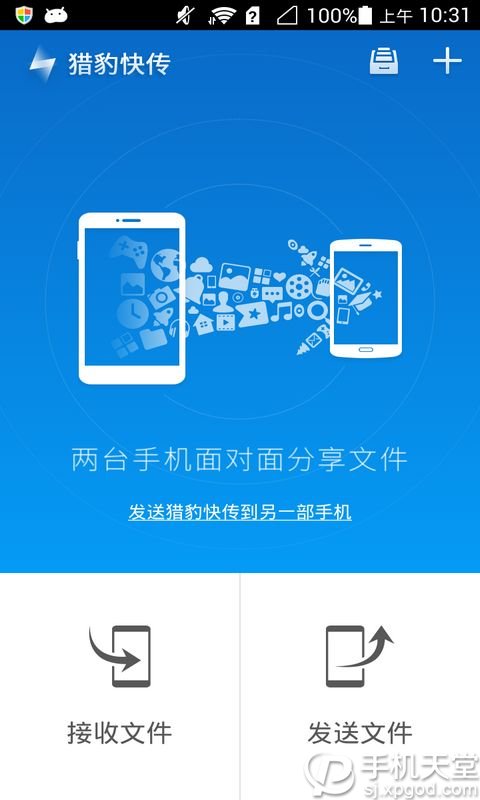 100% 上午 10:31
猎豹快传
两台手机面对面分享文件
发送猎豹快传到另一部手机
接收文件
发送文件
手机天堂
sj.xpgod.com